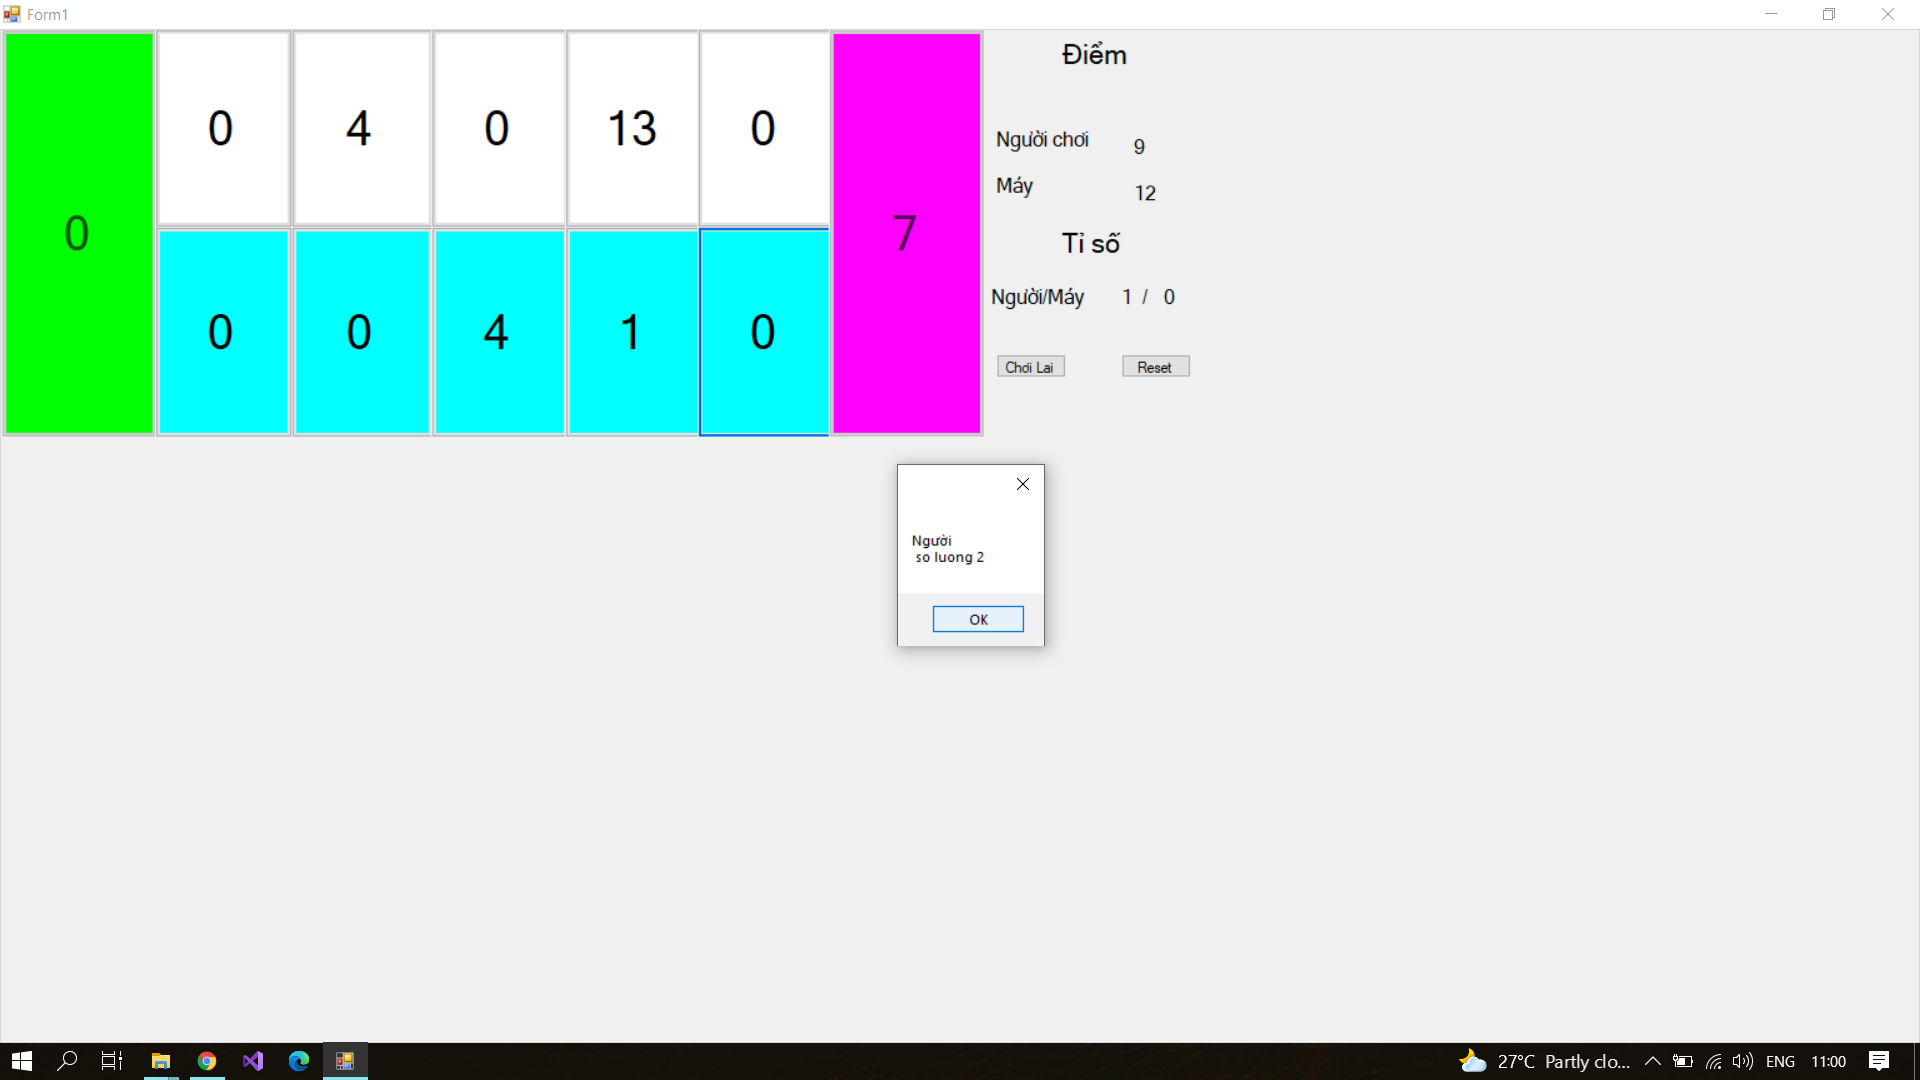 Form1
0 4 0 13 0
0 7
0 0 4 1 0
Điểm
Người chơi 9
Máy 12
Tỉ số
Người/Máy 1 / 0
Chơi Lai Reset
Người
so luong 2
OK
27°C Partly clo... ENG 11:00